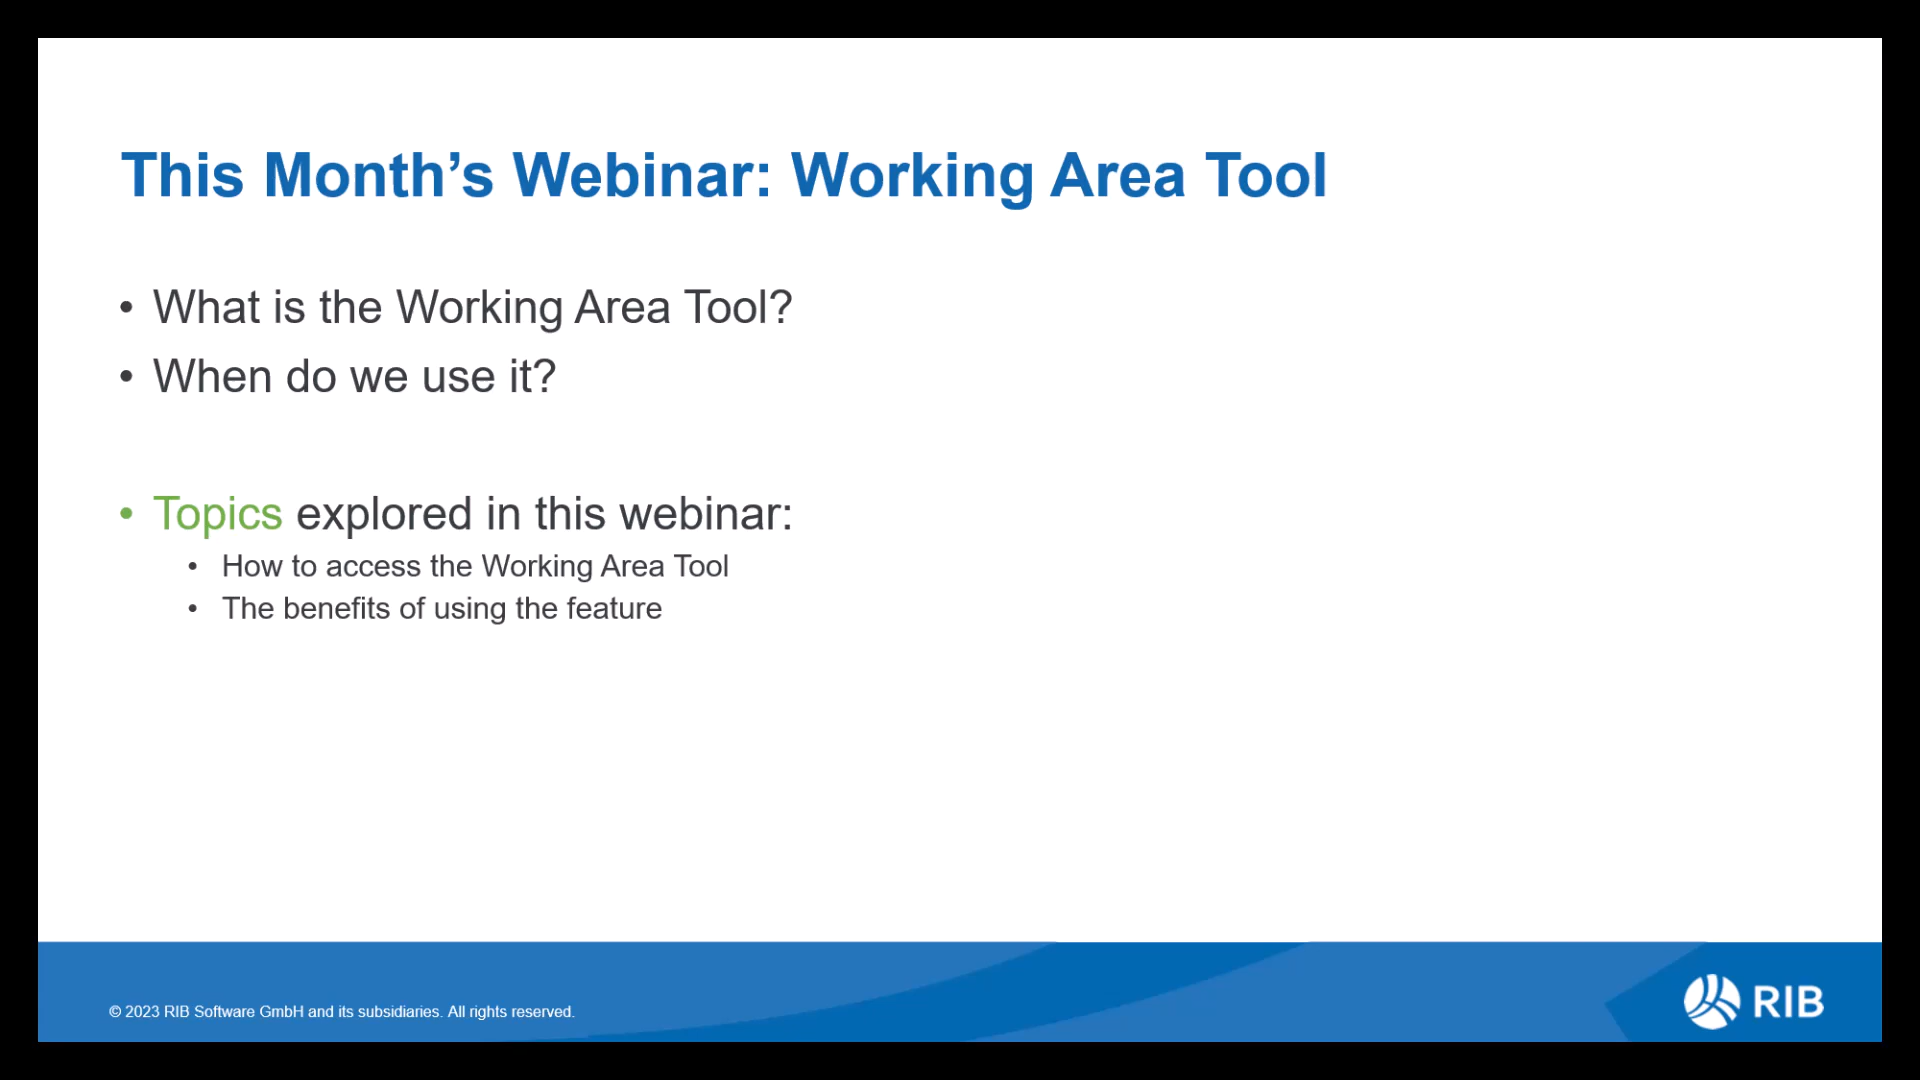 This Month’s Webinar: Working Area Tool
• What is the Working Area Tool?
• When do we use it?
• Topics explored in this webinar:
• How to access the Working Area Tool
• The benefits of using the feature
© 2023 RIB Software GmbH and its subsidiaries. All rights reserved.
RIB